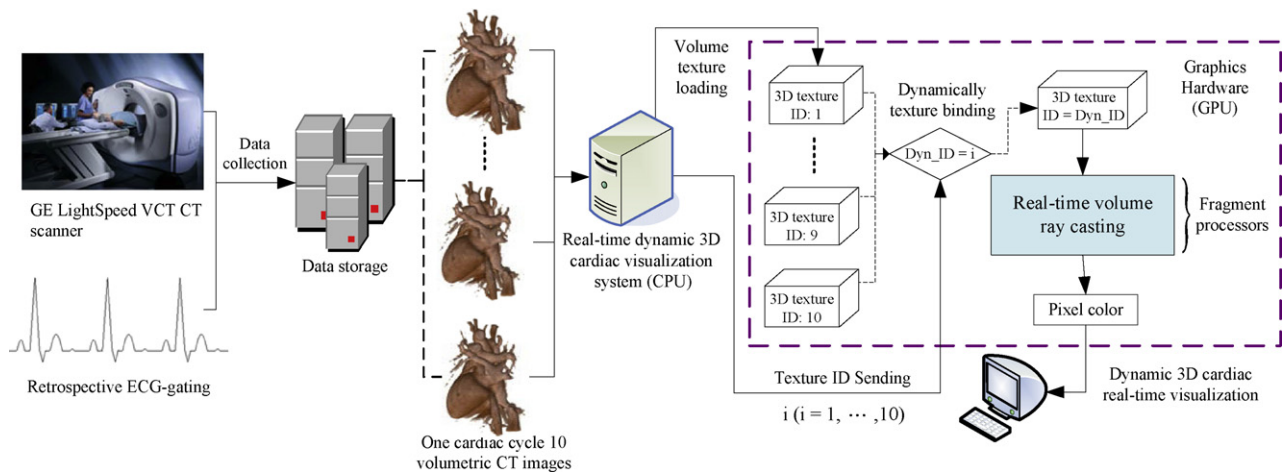 GE LightSpeed VCT CT
scanner
Retrospective ECG-gating
Data
collection
Data storage
One cardiac cycle 10
volumetric CT images
Real-time dynamic 3D
cardiac visualization
system (CPU)
Volume
texture
loading
3D texture
ID: 1
3D texture
ID: 9
3D texture
ID: 10
Dynamically
texture binding
Dyn_ID = i
3D texture
ID = Dyn_ID
Graphics
Hardware
(GPU)
Real-time volume
ray casting
Fragment
processors
Pixel color
Texture ID Sending
i (i = 1, ··· ,10)
Dynamic 3D cardiac
real-time visualization